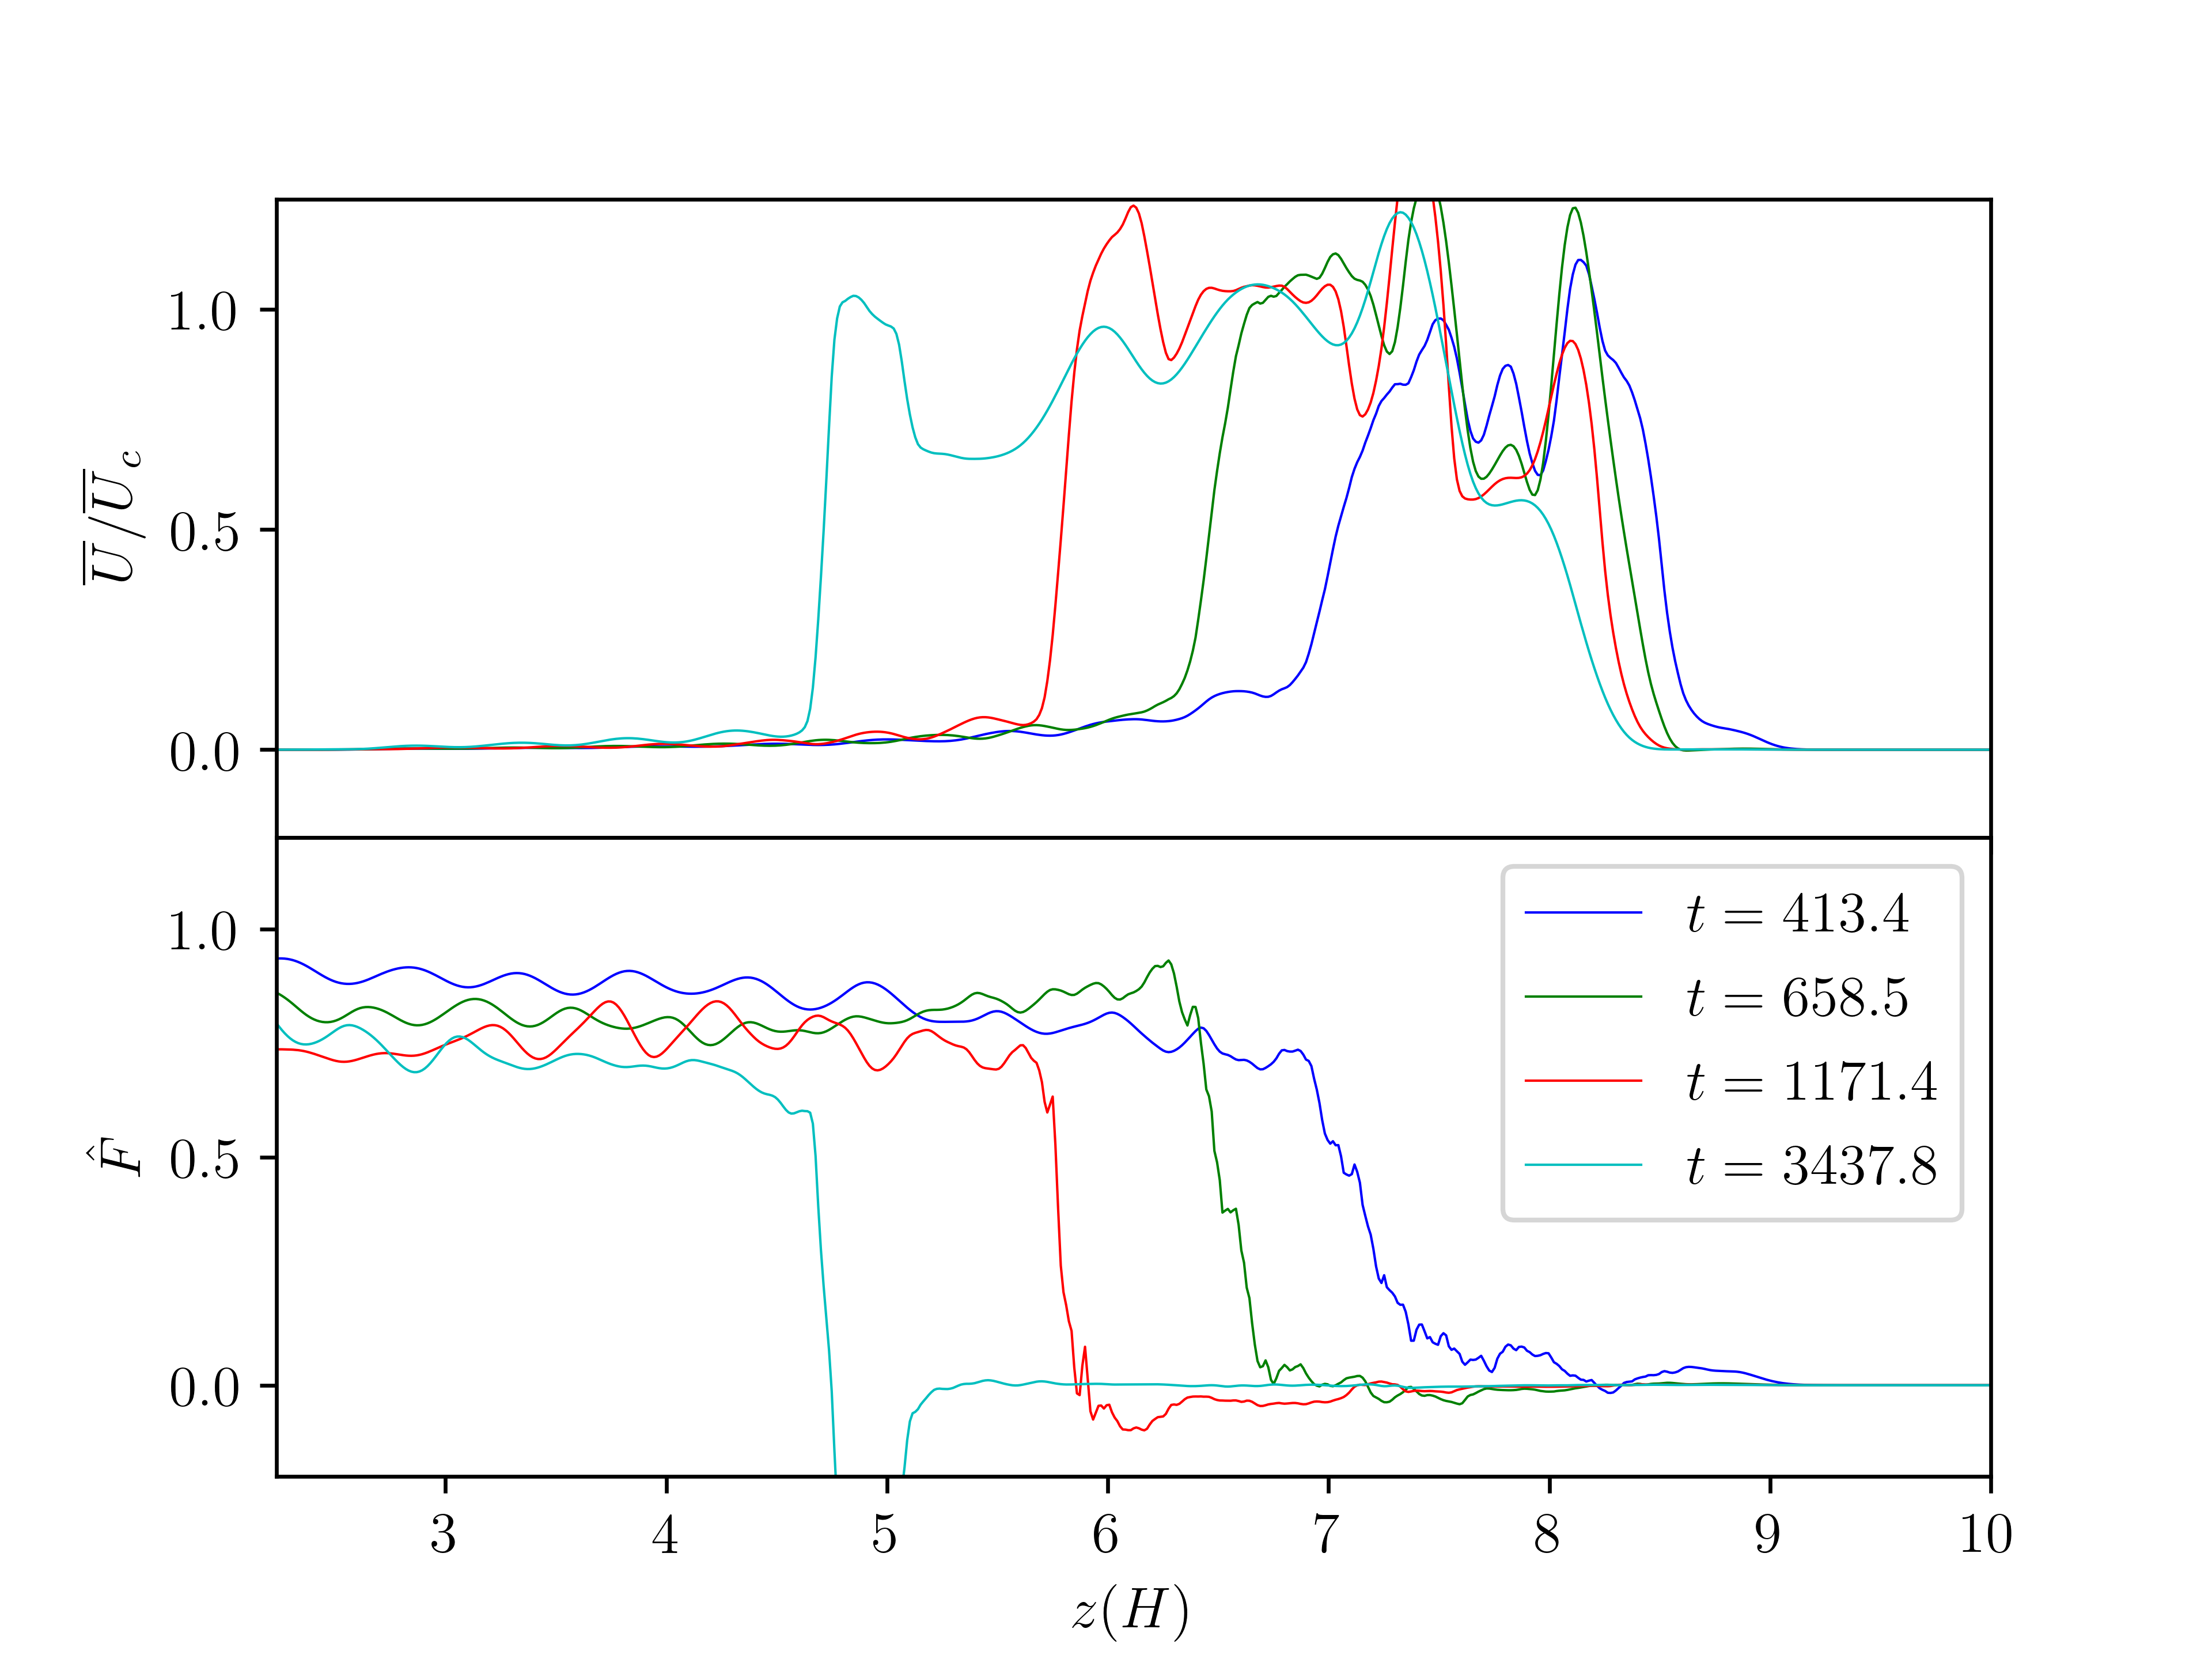 1.0
0.5
0.0
U̅/U̅c
1.0
0.5
0.0
F̂
t = 413.4
t = 658.5
t = 1171.4
t = 3437.8
3 4 5 6 7 8 9 10
z(H)